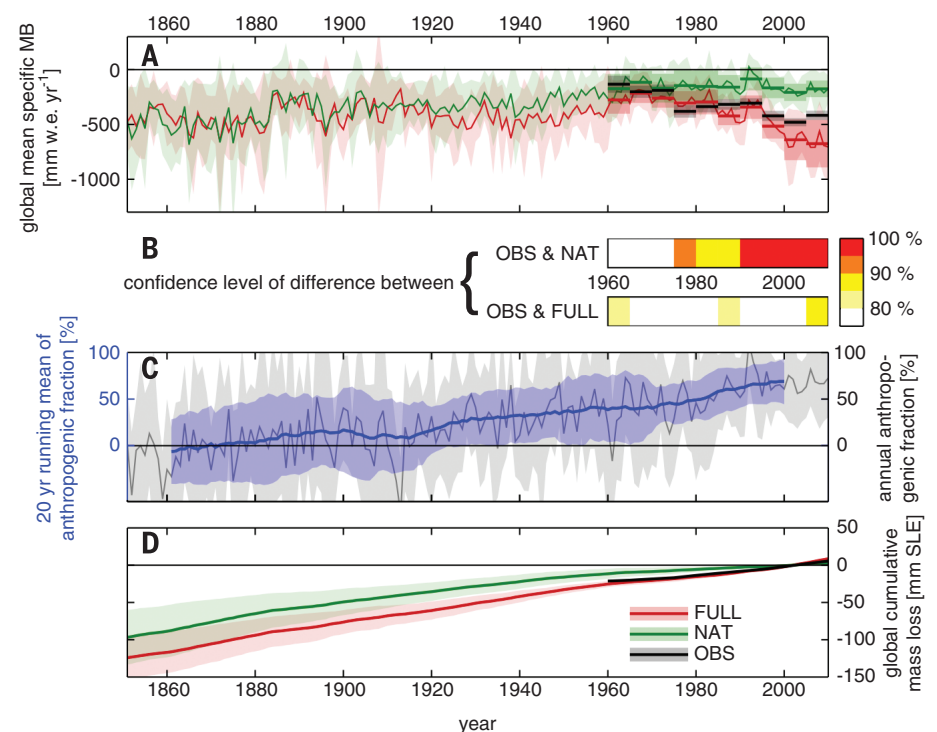 1860 1880 1900 1920 1940 1960 1980 2000
A
global mean specific MB
[mm w.e. yr⁻¹]
0
-500
-1000
B
confidence level of difference between {
OBS & NAT
1960 1980 2000
OBS & FULL
100 %
90 %
80 %
C
20 yr running mean of
anthropogenic fraction [%]
100
50
0
100
50
0
annual anthropo-
genic fraction [%]
D
50
0
-50
-100
-150
global cumulative
mass loss [mm SLE]
FULL
NAT
OBS
1860 1880 1900 1920 1940 1960 1980 2000
year